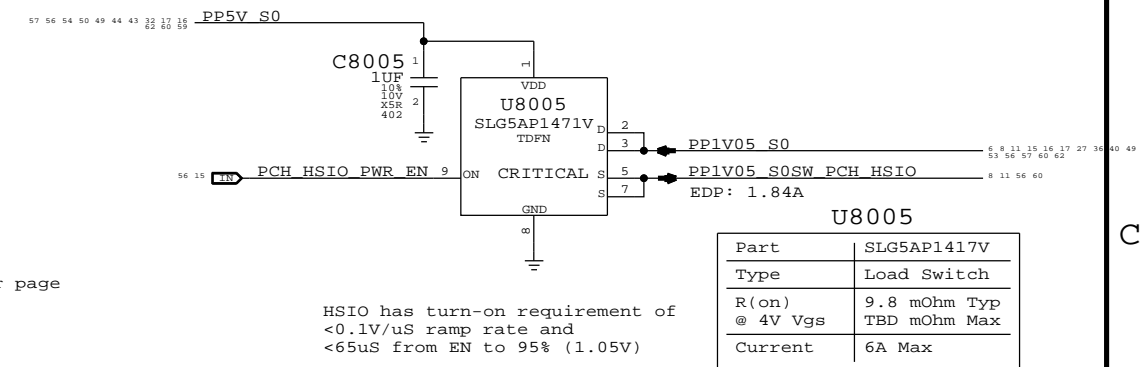 57 56 54 50 49 44 43 32 17 16
62 60 59
PP5V_S0
C8005
1
1UF
10%
10V
X5R
402
2
1
VDD
U8005
SLG5AP1471V
TDFN
D 2
D 3
PP1V05_S0
6 8 11 15 16 17 27 36 40 49
53 56 57 60 62
56 15 IN PCH_HSIO_PWR_EN 9 ON
CRITICAL
S 5
S 7
PP1V05_S0SW_PCH_HSIO
8 11 56 60
EDP: 1.84A
GND
8
C
U8005
Part SLG5AP1417V
Type Load Switch
R(on) 9.8 mOhm Typ
@ 4V Vgs TBD mOhm Max
Current 6A Max
page
HSIO has turn-on requirement of
<0.1V/uS ramp rate and
<65uS from EN to 95% (1.05V)